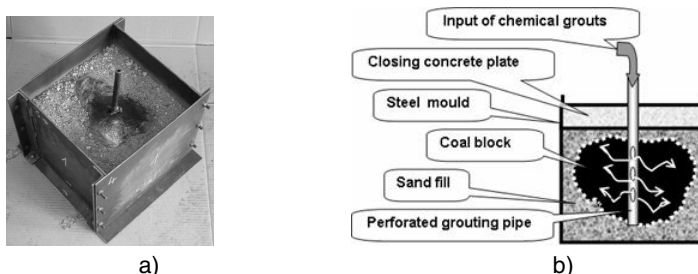 Input of chemical grouts
Closing concrete plate
Steel mould
Coal block
Sand fill
Perforated grouting pipe
a)
b)